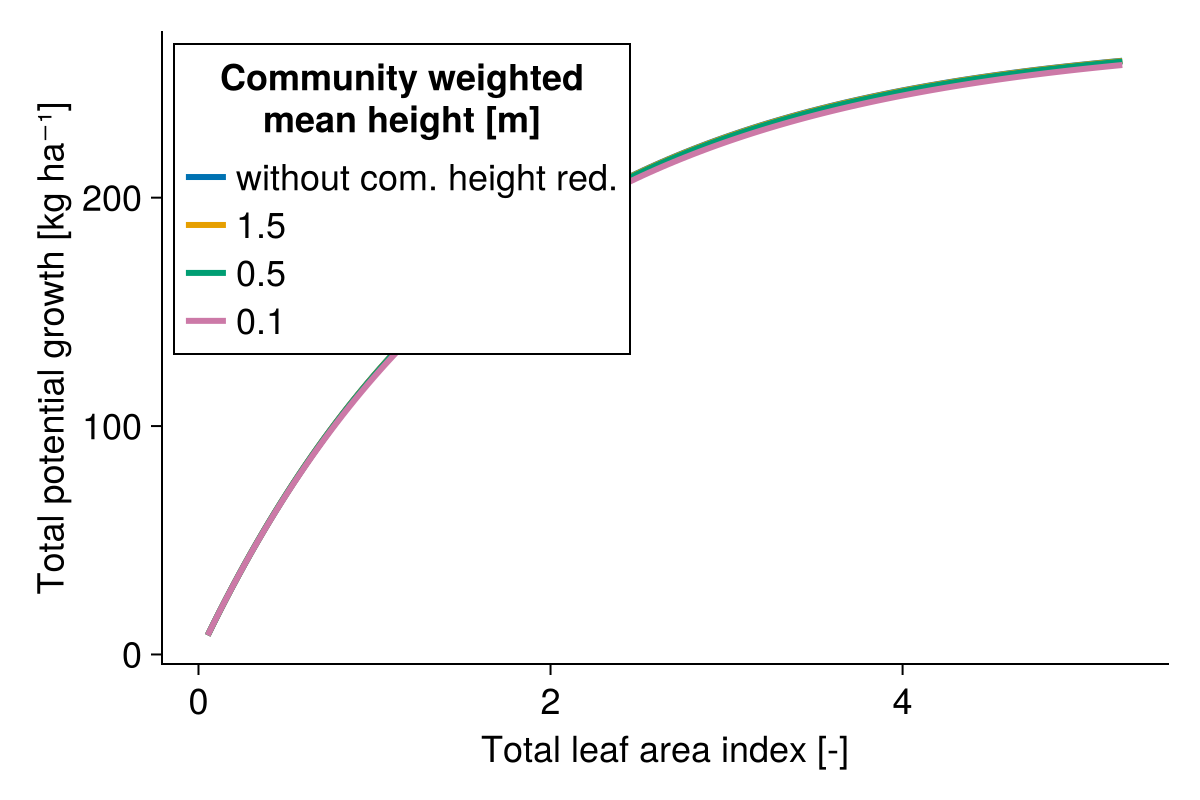 Community weighted
mean height [m]
without com. height red.
1.5
0.5
0.1
Total potential growth [kg ha⁻¹]
200
100
0
0 2 4
Total leaf area index [-]